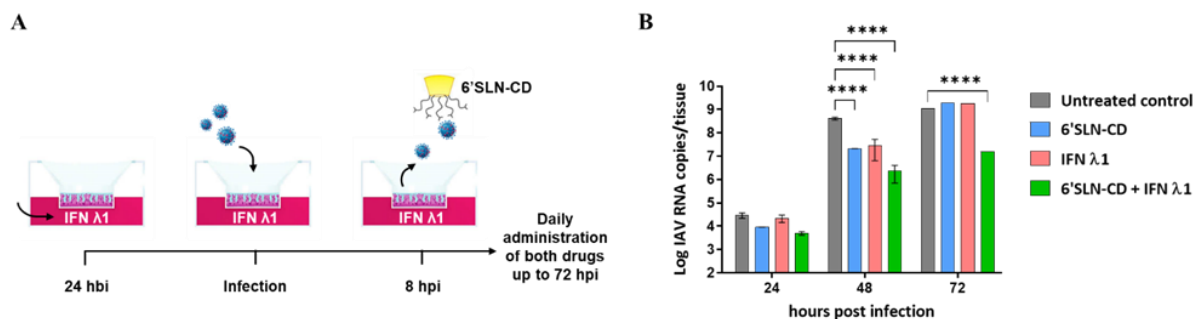 A
6'SLN-CD
IFN λ1
IFN λ1
IFN λ1
Daily
administration
of both drugs
up to 72 hpi
24 hbi
Infection
8 hpi
B
****
****
****
****
Log IAV RNA copies/tissue
10
9
8
7
6
5
4
3
2
24
48
72
hours post infection
Untreated control
6'SLN-CD
IFN λ1
6'SLN-CD + IFN λ1